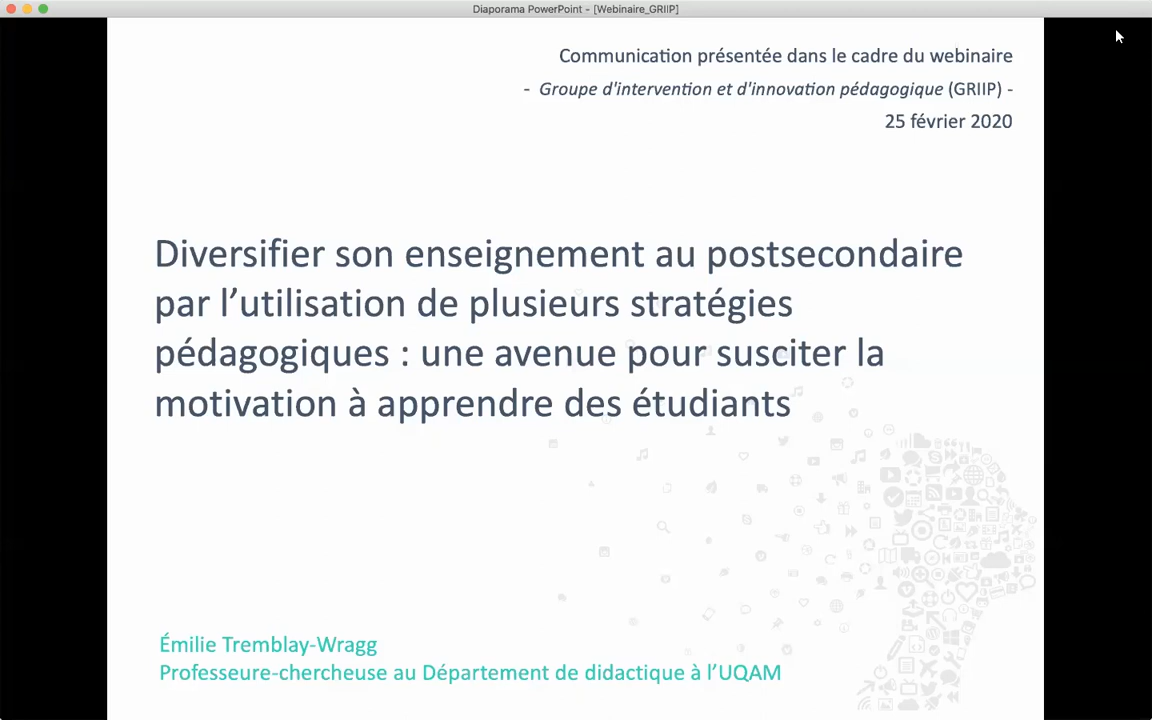 Diaporama PowerPoint - [Webinaire_GRIIP]
Communication présentée dans le cadre du webinaire
- Groupe d'intervention et d'innovation pédagogique (GRIIP) -
25 février 2020
Diversifier son enseignement au postsecondaire
par l’utilisation de plusieurs stratégies
pédagogiques : une avenue pour susciter la
motivation à apprendre des étudiants
Émilie Tremblay-Wragg
Professeure-chercheuse au Département de didactique à l’UQAM